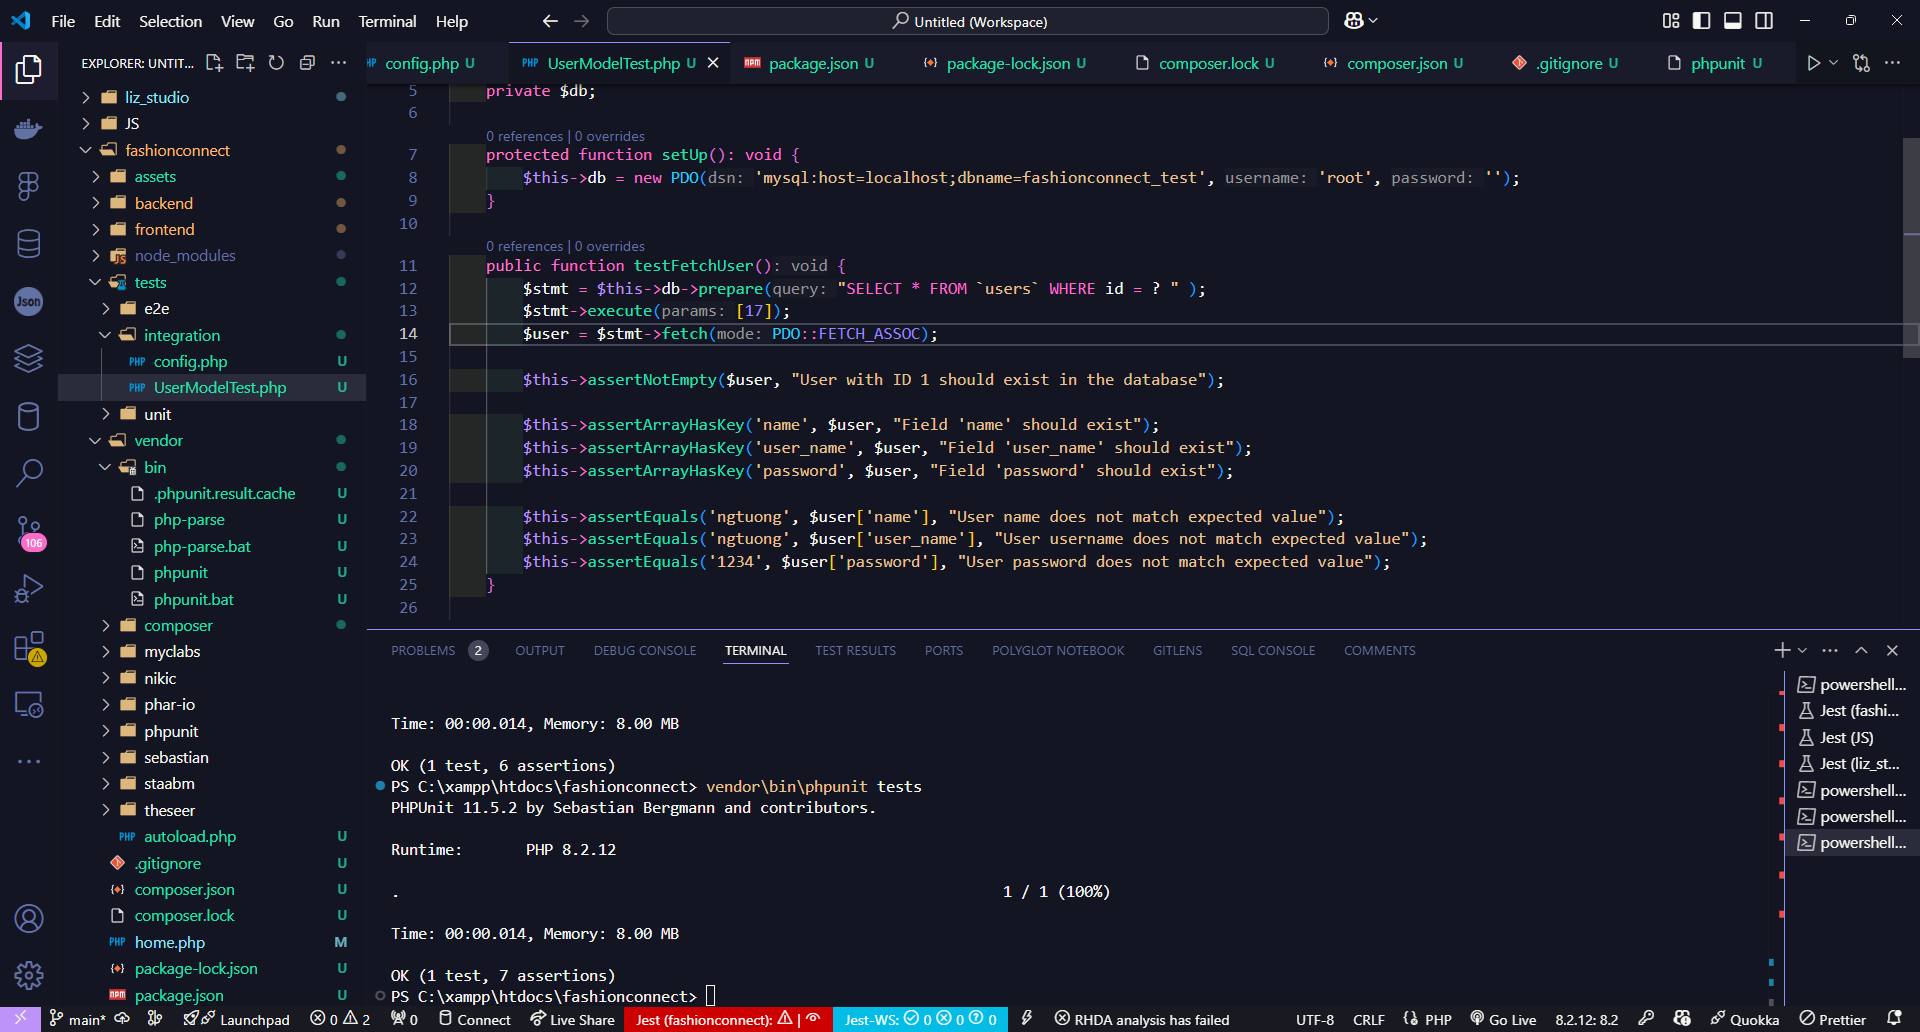 File Edit Selection View Go Run Terminal Help
Untitled (Workspace)
EXPLORER: UNTIT...
liz_studio
JS
fashionconnect
assets
backend
frontend
node_modules
tests
e2e
integration
PHP config.php U
PHP UserModelTest.php U
unit
vendor
bin
.phpunit.result.cache U
php-parse U
php-parse.bat U
phpunit U
phpunit.bat U
composer
myclabs
nikic
phar-io
phpunit
sebastian
staabm
theseer
PHP autoload.php U
.gitignore U
composer.json U
composer.lock U
PHP home.php M
package-lock.json U
package.json U
Json
106
config.php U
PHP UserModelTest.php U
package.json U
package-lock.json U
composer.lock U
composer.json U
.gitignore U
phpunit U
5 private $db;
6
0 references | 0 overrides
7 protected function setUp(): void {
8 $this->db = new PDO(dsn: 'mysql:host=localhost;dbname=fashionconnect_test', username: 'root', password: '');
9 }
10
0 references | 0 overrides
11 public function testFetchUser(): void {
12 $stmt = $this->db->prepare(query: "SELECT * FROM `users` WHERE id = ? " );
13 $stmt->execute(params: [17]);
14 $user = $stmt->fetch(mode: PDO::FETCH_ASSOC);
15
16 $this->assertNotEmpty($user, "User with ID 1 should exist in the database");
17
18 $this->assertArrayHasKey('name', $user, "Field 'name' should exist");
19 $this->assertArrayHasKey('user_name', $user, "Field 'user_name' should exist");
20 $this->assertArrayHasKey('password', $user, "Field 'password' should exist");
21
22 $this->assertEquals('ngtuong', $user['name'], "User name does not match expected value");
23 $this->assertEquals('ngtuong', $user['user_name'], "User username does not match expected value");
24 $this->assertEquals('1234', $user['password'], "User password does not match expected value");
25 }
26
PROBLEMS 2 OUTPUT DEBUG CONSOLE TERMINAL TEST RESULTS PORTS POLYGLOT NOTEBOOK GITLENS SQL CONSOLE COMMENTS
Time: 00:00.014, Memory: 8.00 MB
OK (1 test, 6 assertions)
PS C:\xampp\htdocs\fashionconnect> vendor\bin\phpunit tests
PHPUnit 11.5.2 by Sebastian Bergmann and contributors.
Runtime: PHP 8.2.12
. 1 / 1 (100%)
Time: 00:00.014, Memory: 8.00 MB
OK (1 test, 7 assertions)
PS C:\xampp\htdocs\fashionconnect>
powershell...
Jest (fashi...
Jest (JS)
Jest (liz_st...
powershell...
powershell...
powershell...
main* Launchpad 0 2 0 Connect Live Share Jest (fashionconnect): | Jest-WS: 0 0 0 RHDA analysis has failed UTF-8 CRLF PHP Go Live 8.2.12: 8.2 Quokka Prettier